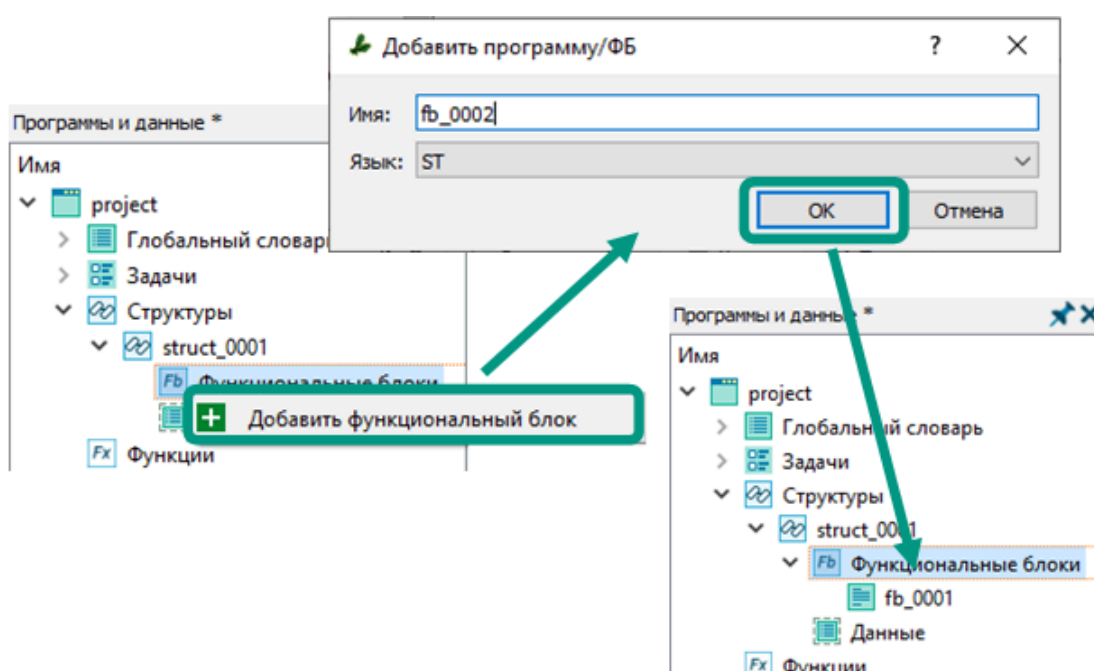 Добавить программу/ФБ
?
Имя: fb_0002
Язык: ST
OK
Отмена
Программы и данные *
Имя
project
Глобальный словарь
Задачи
Структуры
struct_0001
Fb Функциональные блоки
Добавить функциональный блок
Fx Функции
Программы и данные *
Имя
project
Глобальный словарь
Задачи
Структуры
struct_0001
Fb Функциональные блоки
fb_0001
Данные
Fx Функции